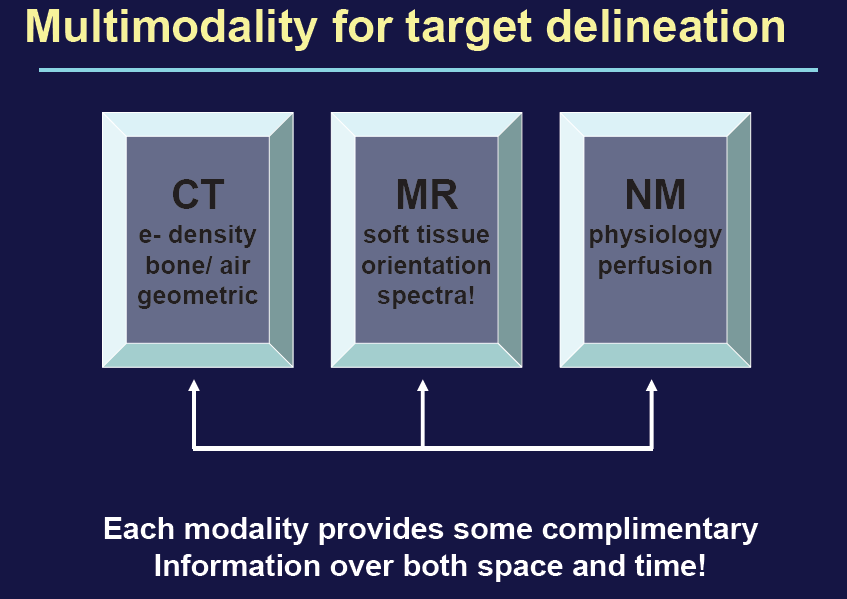 Multimodality for target delineation
CT
e- density
bone/ air
geometric
MR
soft tissue
orientation
spectra!
NM
physiology
perfusion
Each modality provides some complimentary
Information over both space and time!